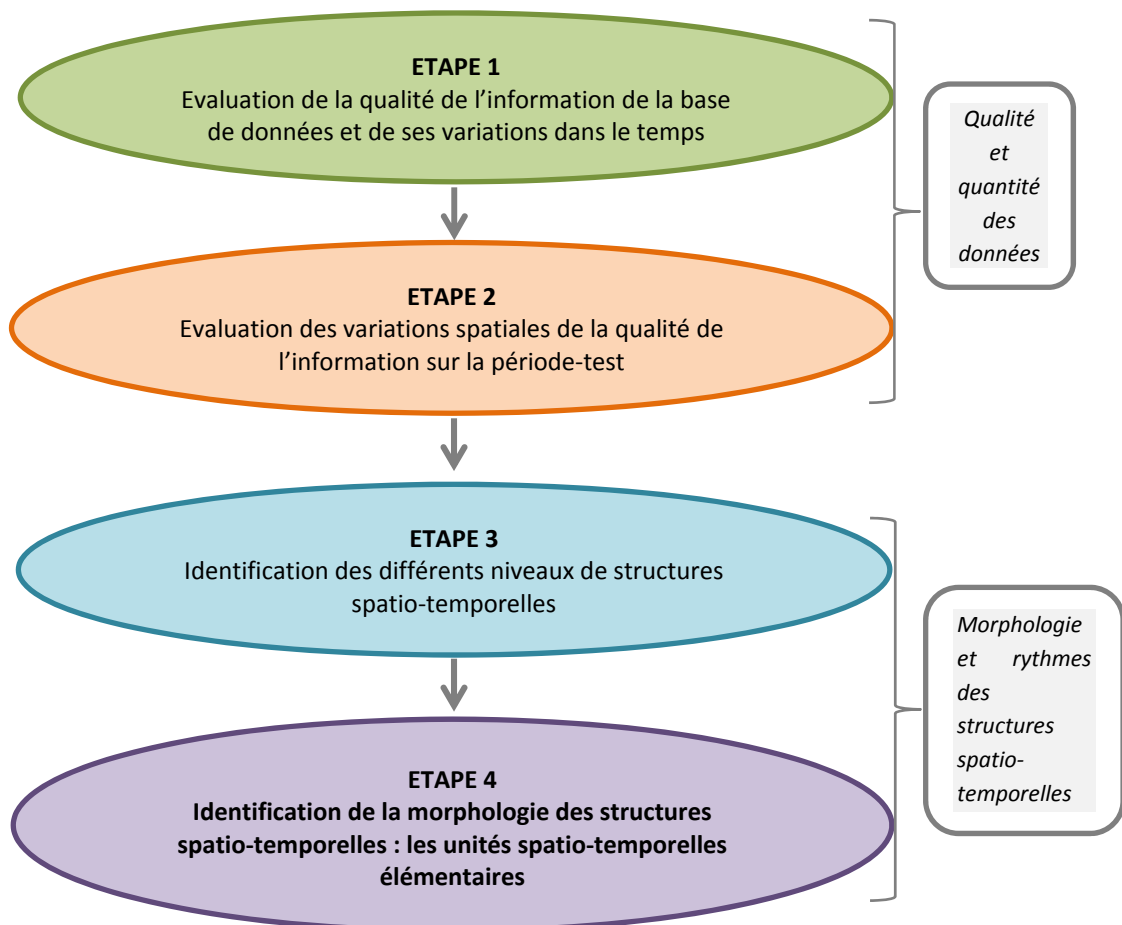 ETAPE 1
Evaluation de la qualité de l’information de la base
de données et de ses variations dans le temps
Qualité
et
quantité
des
données
ETAPE 2
Evaluation des variations spatiales de la qualité de
l’information sur la période-test
ETAPE 3
Identification des différents niveaux de structures
spatio-temporelles
Morphologie
et rythmes
des
structures
spatio-
temporelles
ETAPE 4
Identification de la morphologie des structures
spatio-temporelles : les unités spatio-temporelles
élémentaires